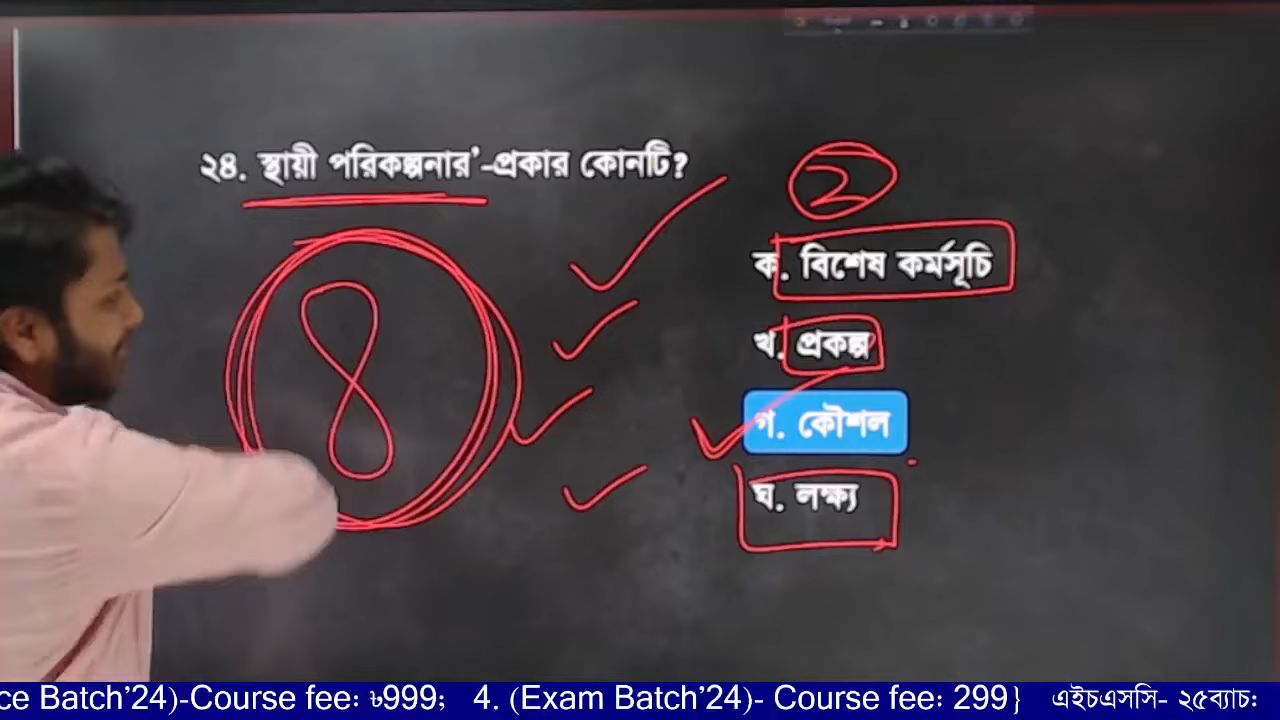 ২৪. স্থায়ী পরিকল্পনার'-প্রকার কোনটি?
২
ক. বিশেষ কর্মসূচি
খ. প্রকল্প
গ. কৌশল
ঘ. লক্ষ্য
৪
ce Batch'24)-Course fee: ৳999; 4. (Exam Batch'24)- Course fee: 299} এইচএসসি- ২৫ব্যাচ: